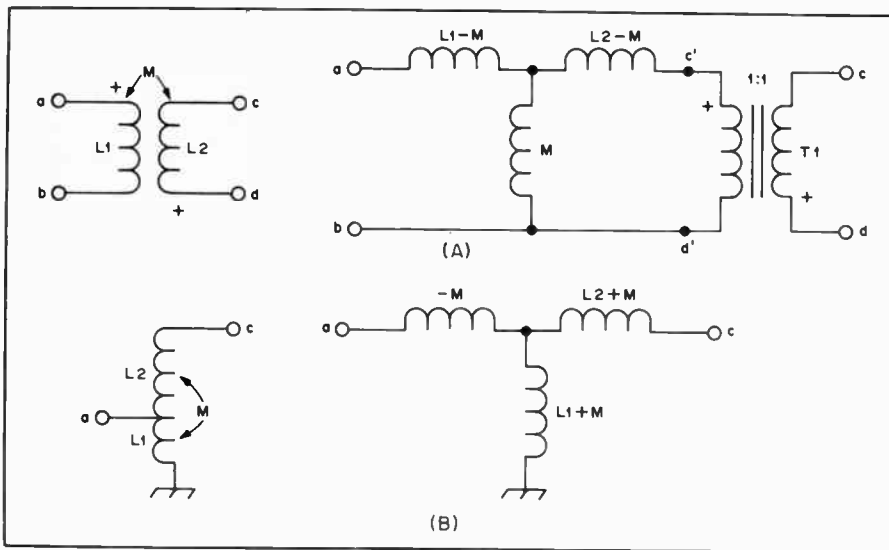 M
+
a
L1
L2
c
b
d
+
L1-M
L2-M
c'
1:1
a
c
+
M
T1
+
b
d'
d
(A)
c
L2
a
M
L1
-M
L2+M
a
c
L1+M
(B)